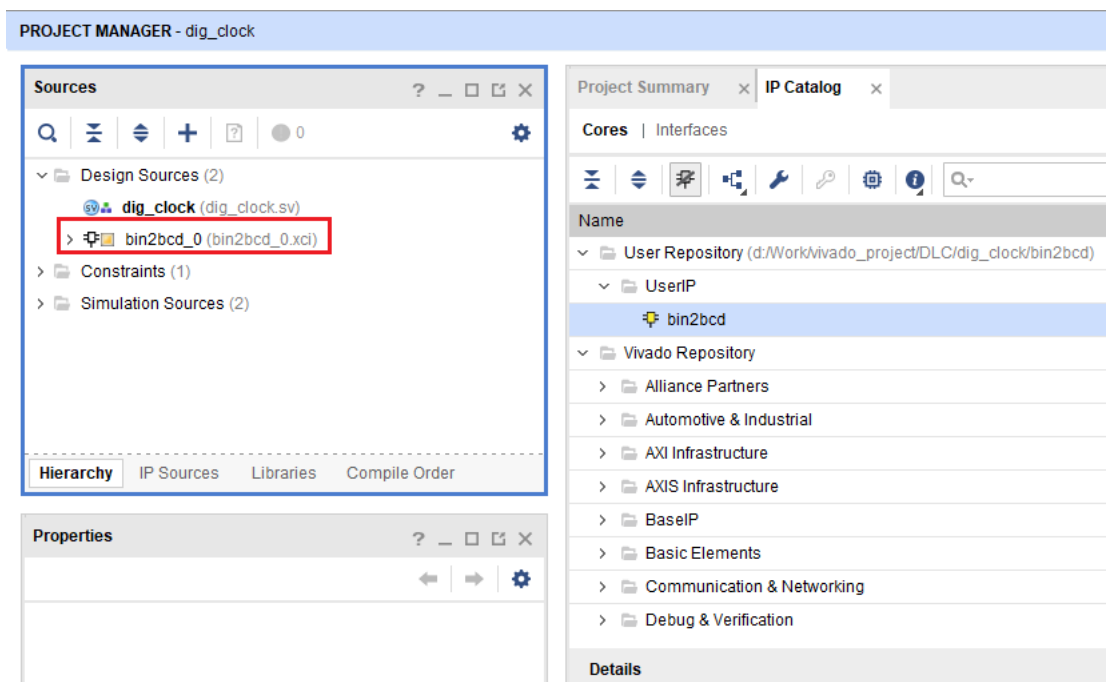 PROJECT MANAGER - dig_clock
Sources
0
Design Sources (2)
dig_clock (dig_clock.sv)
bin2bcd_0 (bin2bcd_0.xci)
Constraints (1)
Simulation Sources (2)
Hierarchy IP Sources Libraries Compile Order
Properties
Project Summary IP Catalog
Cores | Interfaces
Name
User Repository (d:/Work/vivado_project/DLC/dig_clock/bin2bcd)
UserIP
bin2bcd
Vivado Repository
Alliance Partners
Automotive & Industrial
AXI Infrastructure
AXIS Infrastructure
BaseIP
Basic Elements
Communication & Networking
Debug & Verification
Details